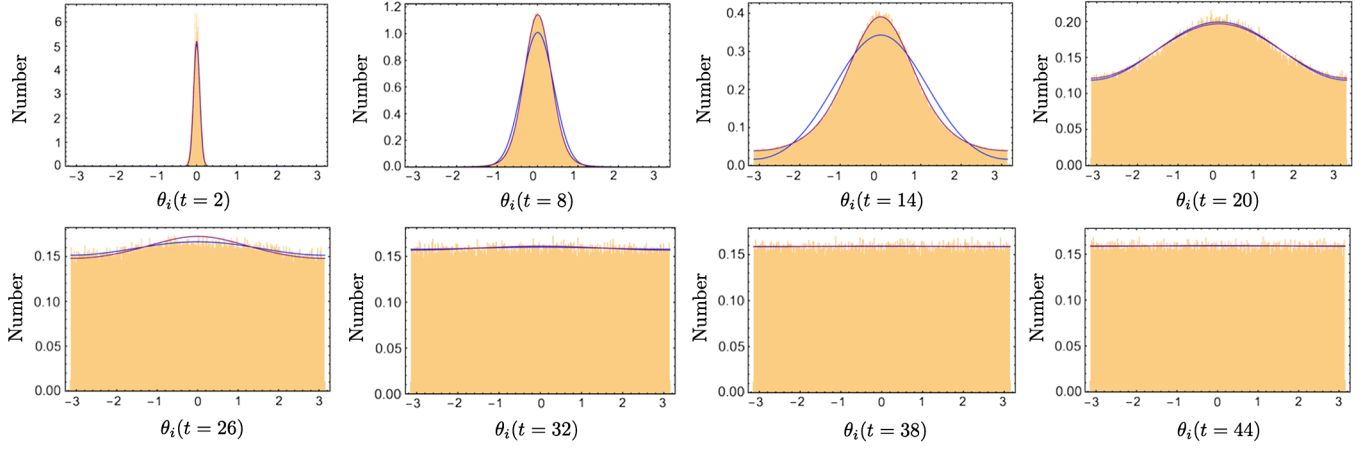 Number
6
5
4
3
2
1
0
−3 −2 −1 0 1 2 3
θᵢ(t = 2)
Number
1.2
1.0
0.8
0.6
0.4
0.2
0.0
−3 −2 −1 0 1 2 3
θᵢ(t = 8)
Number
0.4
0.3
0.2
0.1
0.0
−3 −2 −1 0 1 2 3
θᵢ(t = 14)
Number
0.20
0.15
0.10
0.05
0.00
−3 −2 −1 0 1 2 3
θᵢ(t = 20)
Number
0.15
0.10
0.05
0.00
−3 −2 −1 0 1 2 3
θᵢ(t = 26)
Number
0.15
0.10
0.05
0.00
−3 −2 −1 0 1 2 3
θᵢ(t = 32)
Number
0.15
0.10
0.05
0.00
−3 −2 −1 0 1 2 3
θᵢ(t = 38)
Number
0.15
0.10
0.05
0.00
−3 −2 −1 0 1 2 3
θᵢ(t = 44)